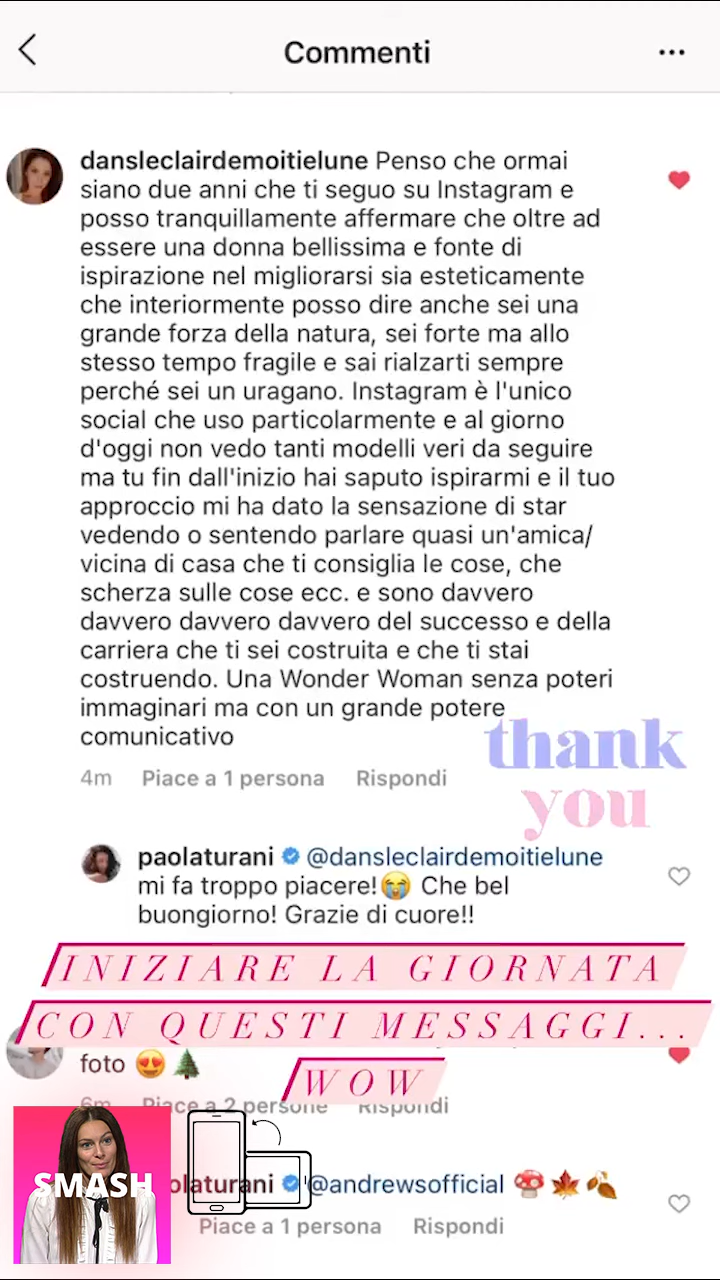 Commenti
dansleclairdemoitielune Penso che ormai
siano due anni che ti seguo su Instagram e
posso tranquillamente affermare che oltre ad
essere una donna bellissima e fonte di
ispirazione nel migliorarsi sia esteticamente
che interiormente posso dire anche sei una
grande forza della natura, sei forte ma allo
stesso tempo fragile e sai rialzarti sempre
perché sei un uragano. Instagram è l'unico
social che uso particolarmente e al giorno
d'oggi non vedo tanti modelli veri da seguire
ma tu fin dall'inizio hai saputo ispirarmi e il tuo
approccio mi ha dato la sensazione di star
vedendo o sentendo parlare quasi un'amica/
vicina di casa che ti consiglia le cose, che
scherza sulle cose ecc. e sono davvero
davvero davvero davvero del successo e della
carriera che ti sei costruita e che ti stai
costruendo. Una Wonder Woman senza poteri
immaginari ma con un grande potere
comunicativo
4m Piace a 1 persona Rispondi
thank
you
paolaturani @dansleclairdemoitielune
mi fa troppo piacere!😭 Che bel
buongiorno! Grazie di cuore!!
INIZIARE LA GIORNATA
CON QUESTI MESSAGGI...
WOW
foto 😍🌲
6m Piace a 2 persone Rispondi
SMASH
olaturani @andrewsofficial 🍄🍁🍂
Piace a 1 persona Rispondi